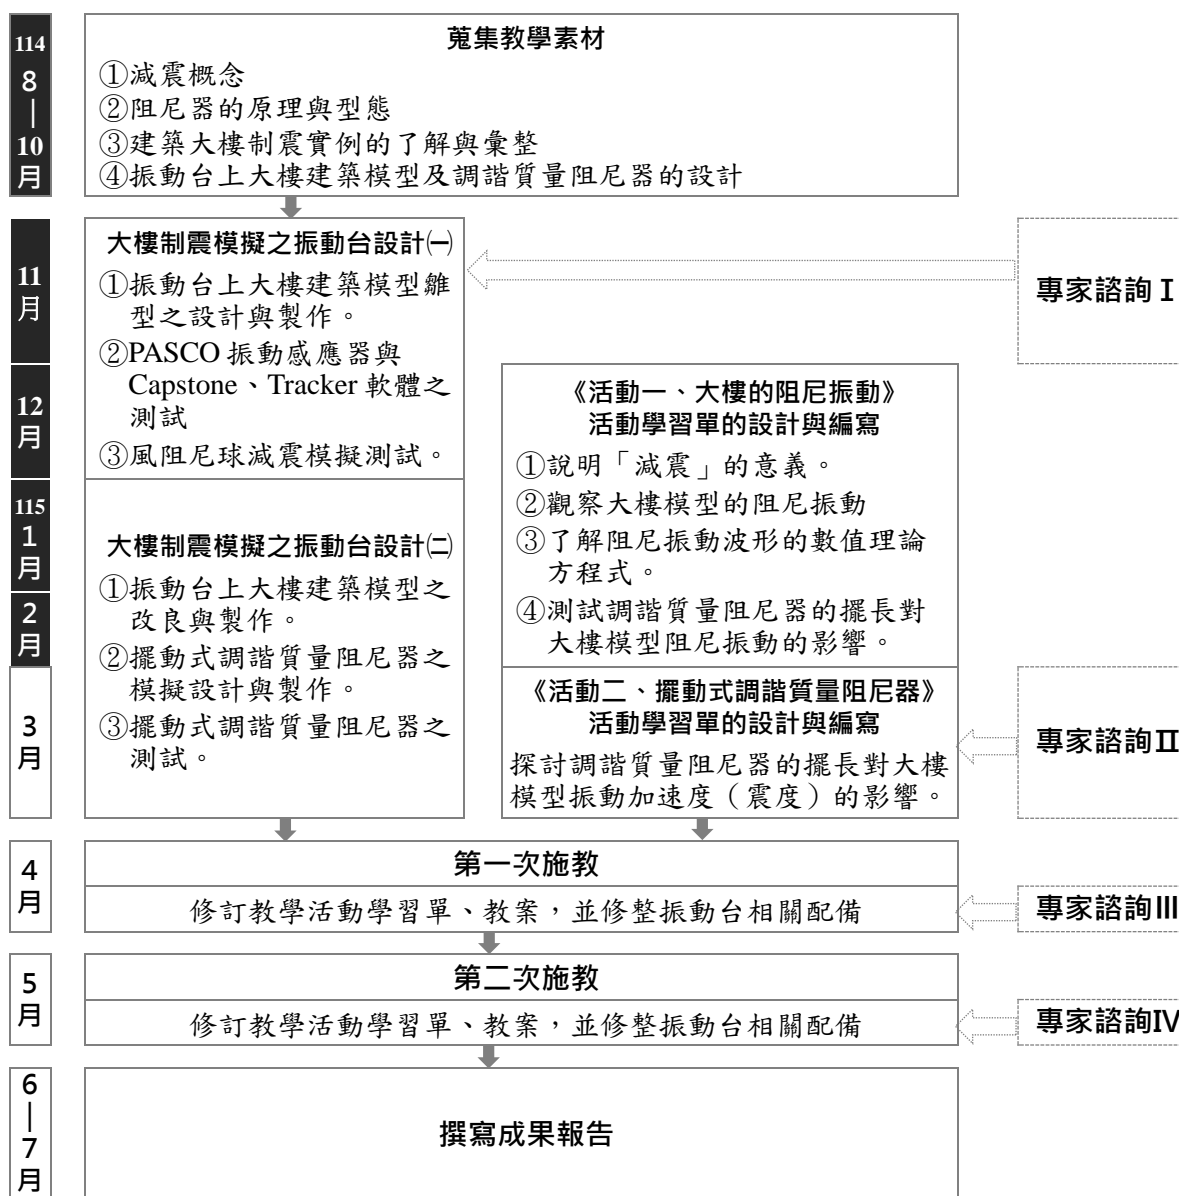 114
8
|
10
月
蒐集教學素材
①減震概念
②阻尼器的原理與型態
③建築大樓制震實例的了解與彙整
④振動台上大樓建築模型及調諧質量阻尼器的設計
11
月
大樓制震模擬之振動台設計㈠
①振動台上大樓建築模型雛
型之設計與製作。
②PASCO 振動感應器與
Capstone、Tracker 軟體之
測試
③風阻尼球減震模擬測試。
專家諮詢 I
12
月
《活動一、大樓的阻尼振動》
活動學習單的設計與編寫
①說明「減震」的意義。
②觀察大樓模型的阻尼振動
③了解阻尼振動波形的數值理論
方程式。
④測試調諧質量阻尼器的擺長對
大樓模型阻尼振動的影響。
115
1
月
2
月
大樓制震模擬之振動台設計㈡
①振動台上大樓建築模型之
改良與製作。
②擺動式調諧質量阻尼器之
模擬設計與製作。
③擺動式調諧質量阻尼器之
測試。
3
月
《活動二、擺動式調諧質量阻尼器》
活動學習單的設計與編寫
探討調諧質量阻尼器的擺長對大樓
模型振動加速度（震度）的影響。
專家諮詢II
4
月
第一次施教
修訂教學活動學習單、教案，並修整振動台相關配備
專家諮詢III
5
月
第二次施教
修訂教學活動學習單、教案，並修整振動台相關配備
專家諮詢IV
6
|
7
月
撰寫成果報告